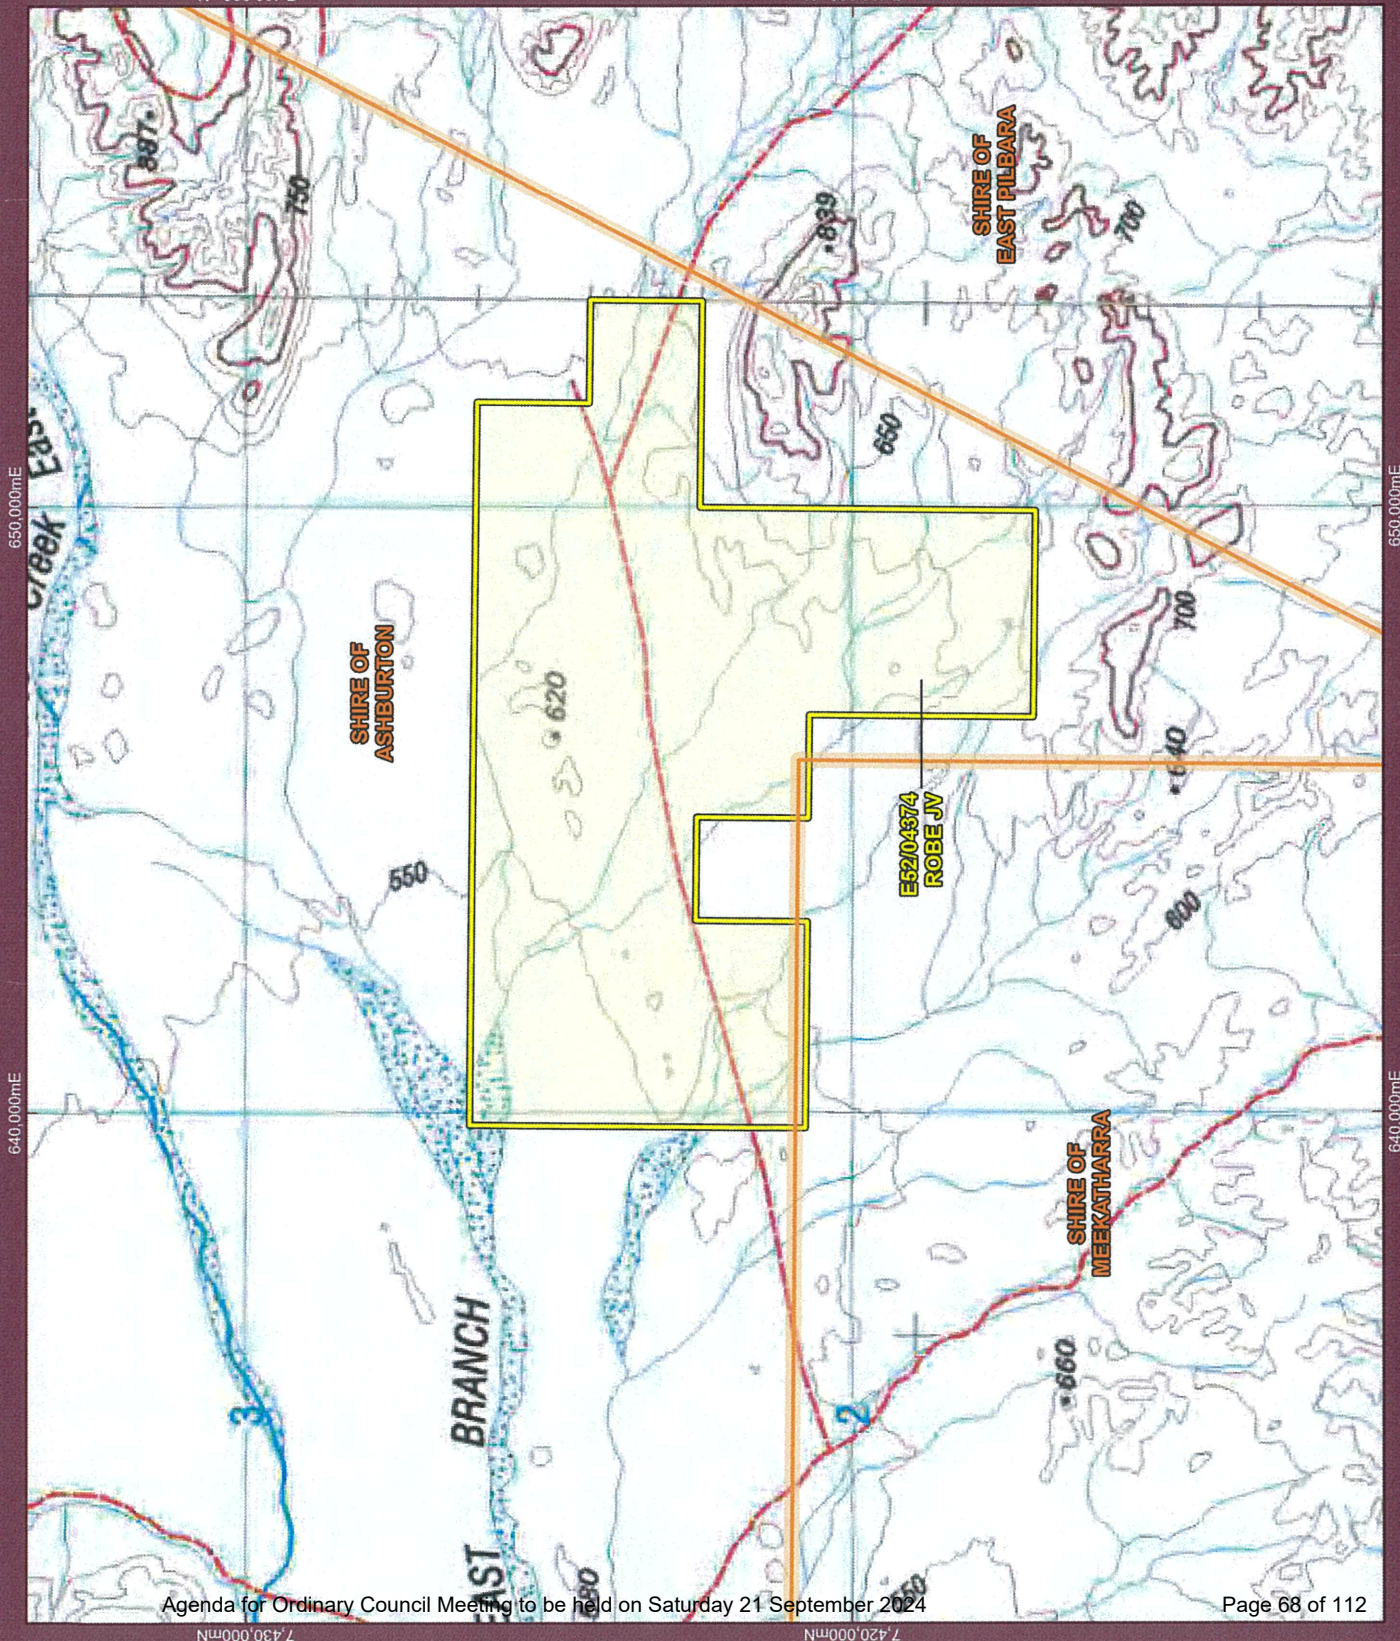 887
750
839
SHIRE OF
EAST PILBARA
700
650
Creek East
650,000mE
650,000mE
SHIRE OF
ASHBURTON
620
700
640
550
E52/04374
ROBE JV
600
640,000mE
640,000mE
SHIRE OF
MEEKATHARRA
BRANCH
3
2
660
EAST
550
Agenda for Ordinary Council Meeting to be held on Saturday 21 September 2024
Page 68 of 112
7,430,000mN
7,420,000mN